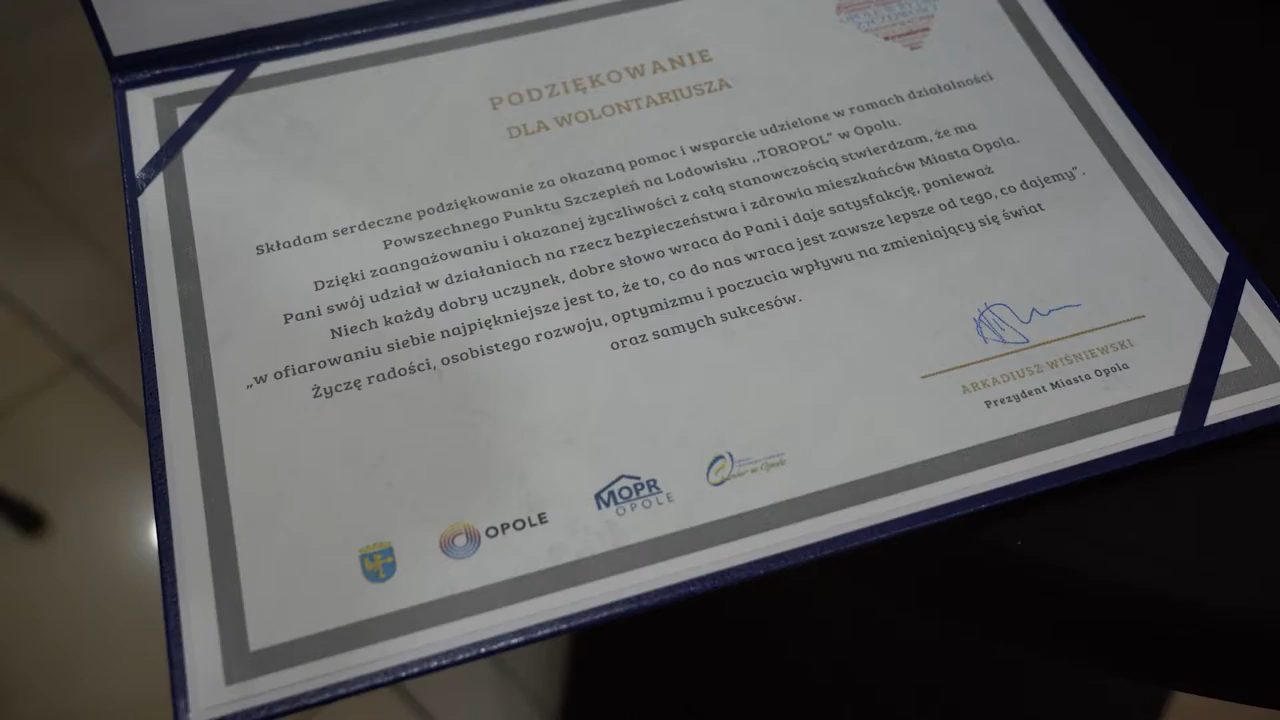 PODZIĘKOWANIE
DLA WOLONTARIUSZA
Składam serdeczne podziękowanie za okazaną pomoc i wsparcie udzielone w ramach działalności
Powszechnego Punktu Szczepień na Lodowisku ,,TOROPOL" w Opolu.
Dzięki zaangażowaniu i okazanej życzliwości z całą stanowczością stwierdzam, że ma
Pani swój udział w działaniach na rzecz bezpieczeństwa i zdrowia mieszkańców Miasta Opola.
Niech każdy dobry uczynek, dobre słowo wraca do Pani i daje satysfakcję, ponieważ
„w ofiarowaniu siebie najpiękniejsze jest to, że to, co do nas wraca jest zawsze lepsze od tego, co dajemy”.
Życzę radości, osobistego rozwoju, optymizmu i poczucia wpływu na zmieniający się świat
oraz samych sukcesów.
ARKADIUSZ WIŚNIEWSKI
Prezydent Miasta Opola
OPOLE
MOPR
OPOLE
w Opolu